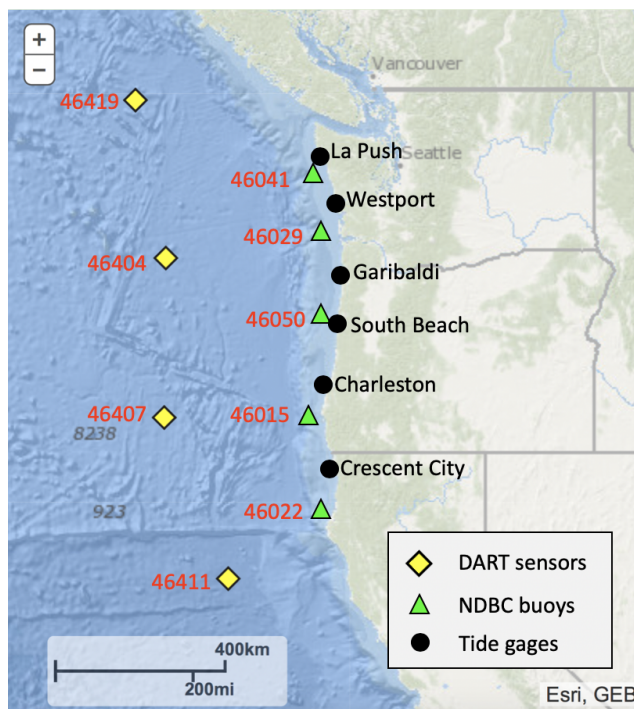 +
−
Vancouver
46419
La Push
Seattle
46041
Westport
46029
46404
Garibaldi
46050
South Beach
Charleston
46407
46015
8238
Crescent City
923
46022
DART sensors
46411
NDBC buoys
Tide gages
400km
200mi
Esri, GEB